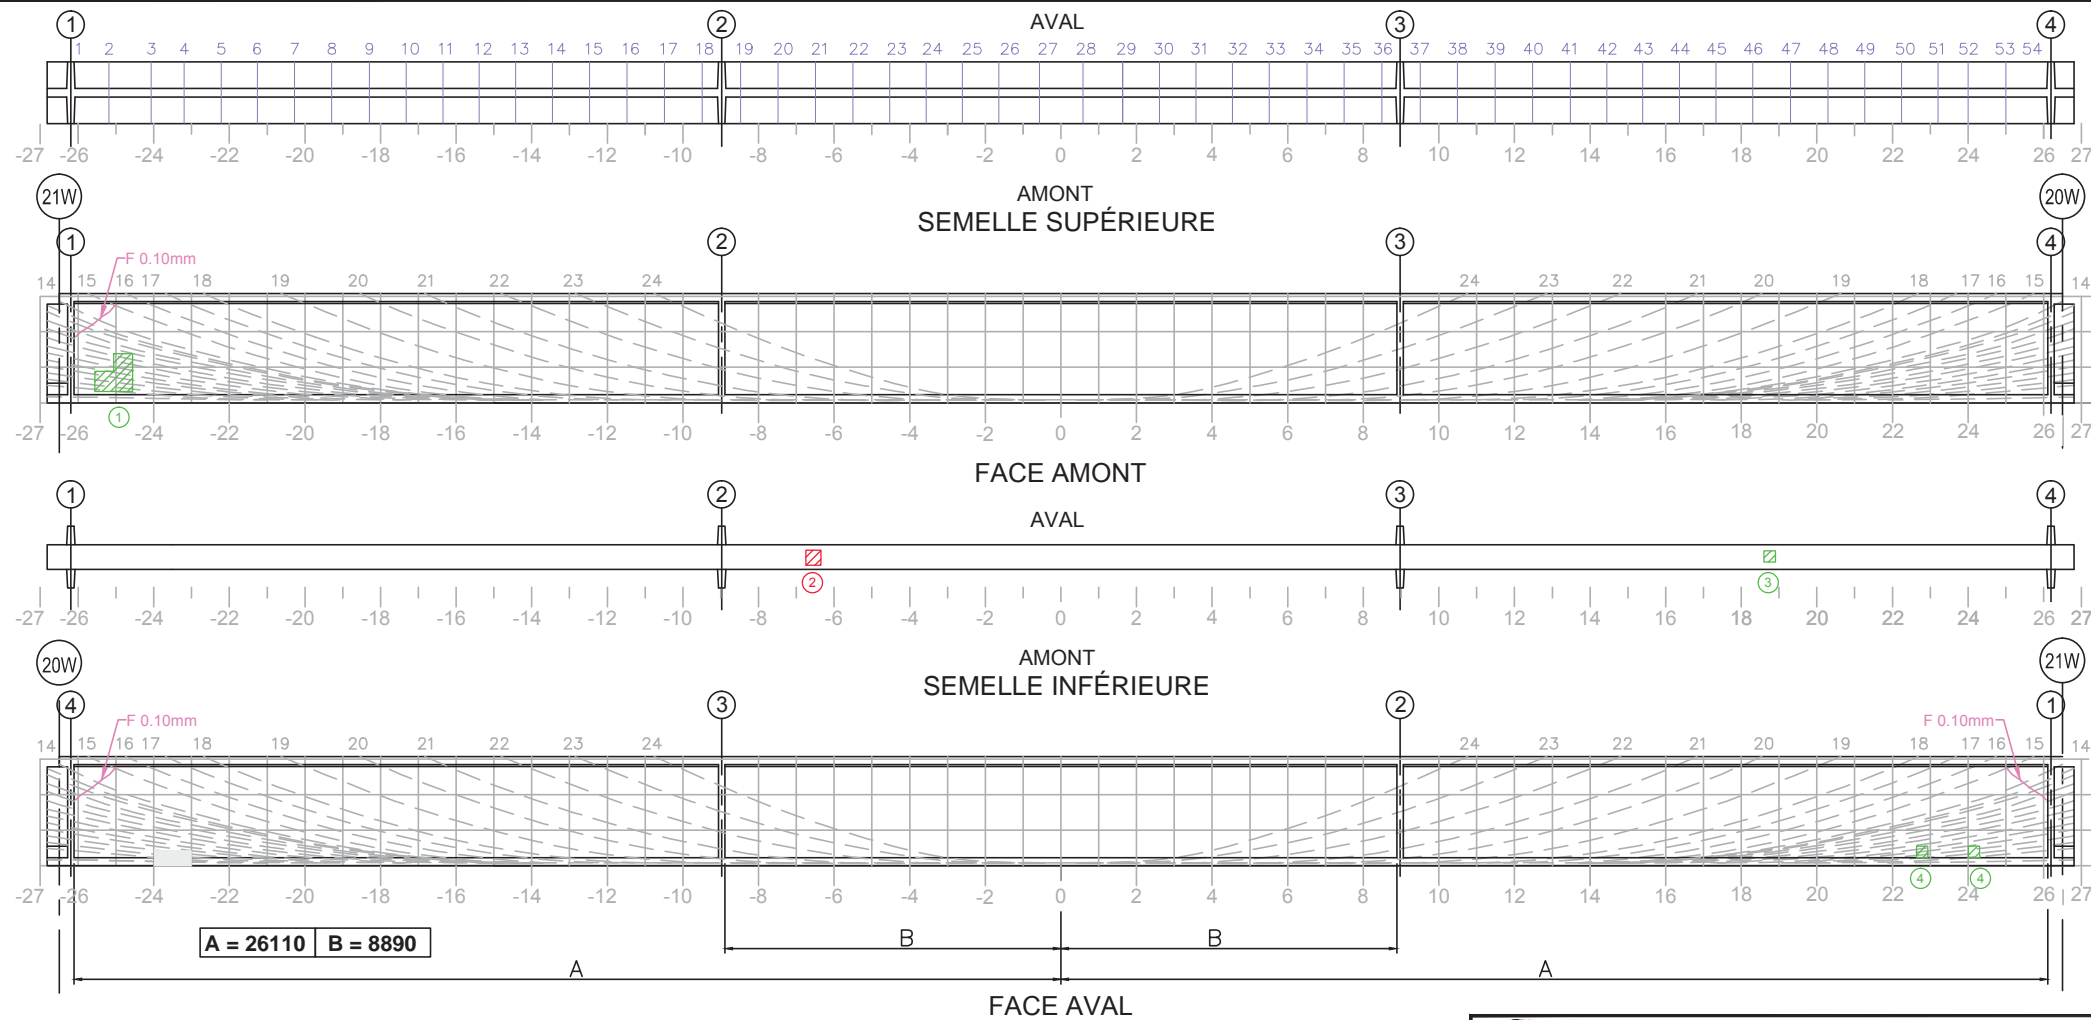 AVAL
1 2 3 4
1 2 3 4 5 6 7 8 9 10 11 12 13 14 15 16 17 18 19 20 21 22 23 24 25 26 27 28 29 30 31 32 33 34 35 36 37 38 39 40 41 42 43 44 45 46 47 48 49 50 51 52 53 54
-27 -26 -24 -22 -20 -18 -16 -14 -12 -10 -8 -6 -4 -2 0 2 4 6 8 10 12 14 16 18 20 22 24 26 27
AMONT
SEMELLE SUPÉRIEURE
21W 20W
1 2 3 4
F 0.10mm
14 15 16 17 18 19 20 21 22 23 24 24 23 22 21 20 19 18 17 16 15 14
1
-27 -26 -24 -22 -20 -18 -16 -14 -12 -10 -8 -6 -4 -2 0 2 4 6 8 10 12 14 16 18 20 22 24 26 27
FACE AMONT
1 2 3 4
AVAL
2 3
-27 -26 -24 -22 -20 -18 -16 -14 -12 -10 -8 -6 -4 -2 0 2 4 6 8 10 12 14 16 18 20 22 24 26 27
AMONT
SEMELLE INFÉRIEURE
20W 21W
4 3 2 1
F 0.10mm F 0.10mm
14 15 16 17 18 19 20 21 22 23 24 24 23 22 21 20 19 18 17 16 15 14
4 4
-27 -26 -24 -22 -20 -18 -16 -14 -12 -10 -8 -6 -4 -2 0 2 4 6 8 10 12 14 16 18 20 22 24 26 27
A = 26110 B = 8890
B B
A A
FACE AVAL